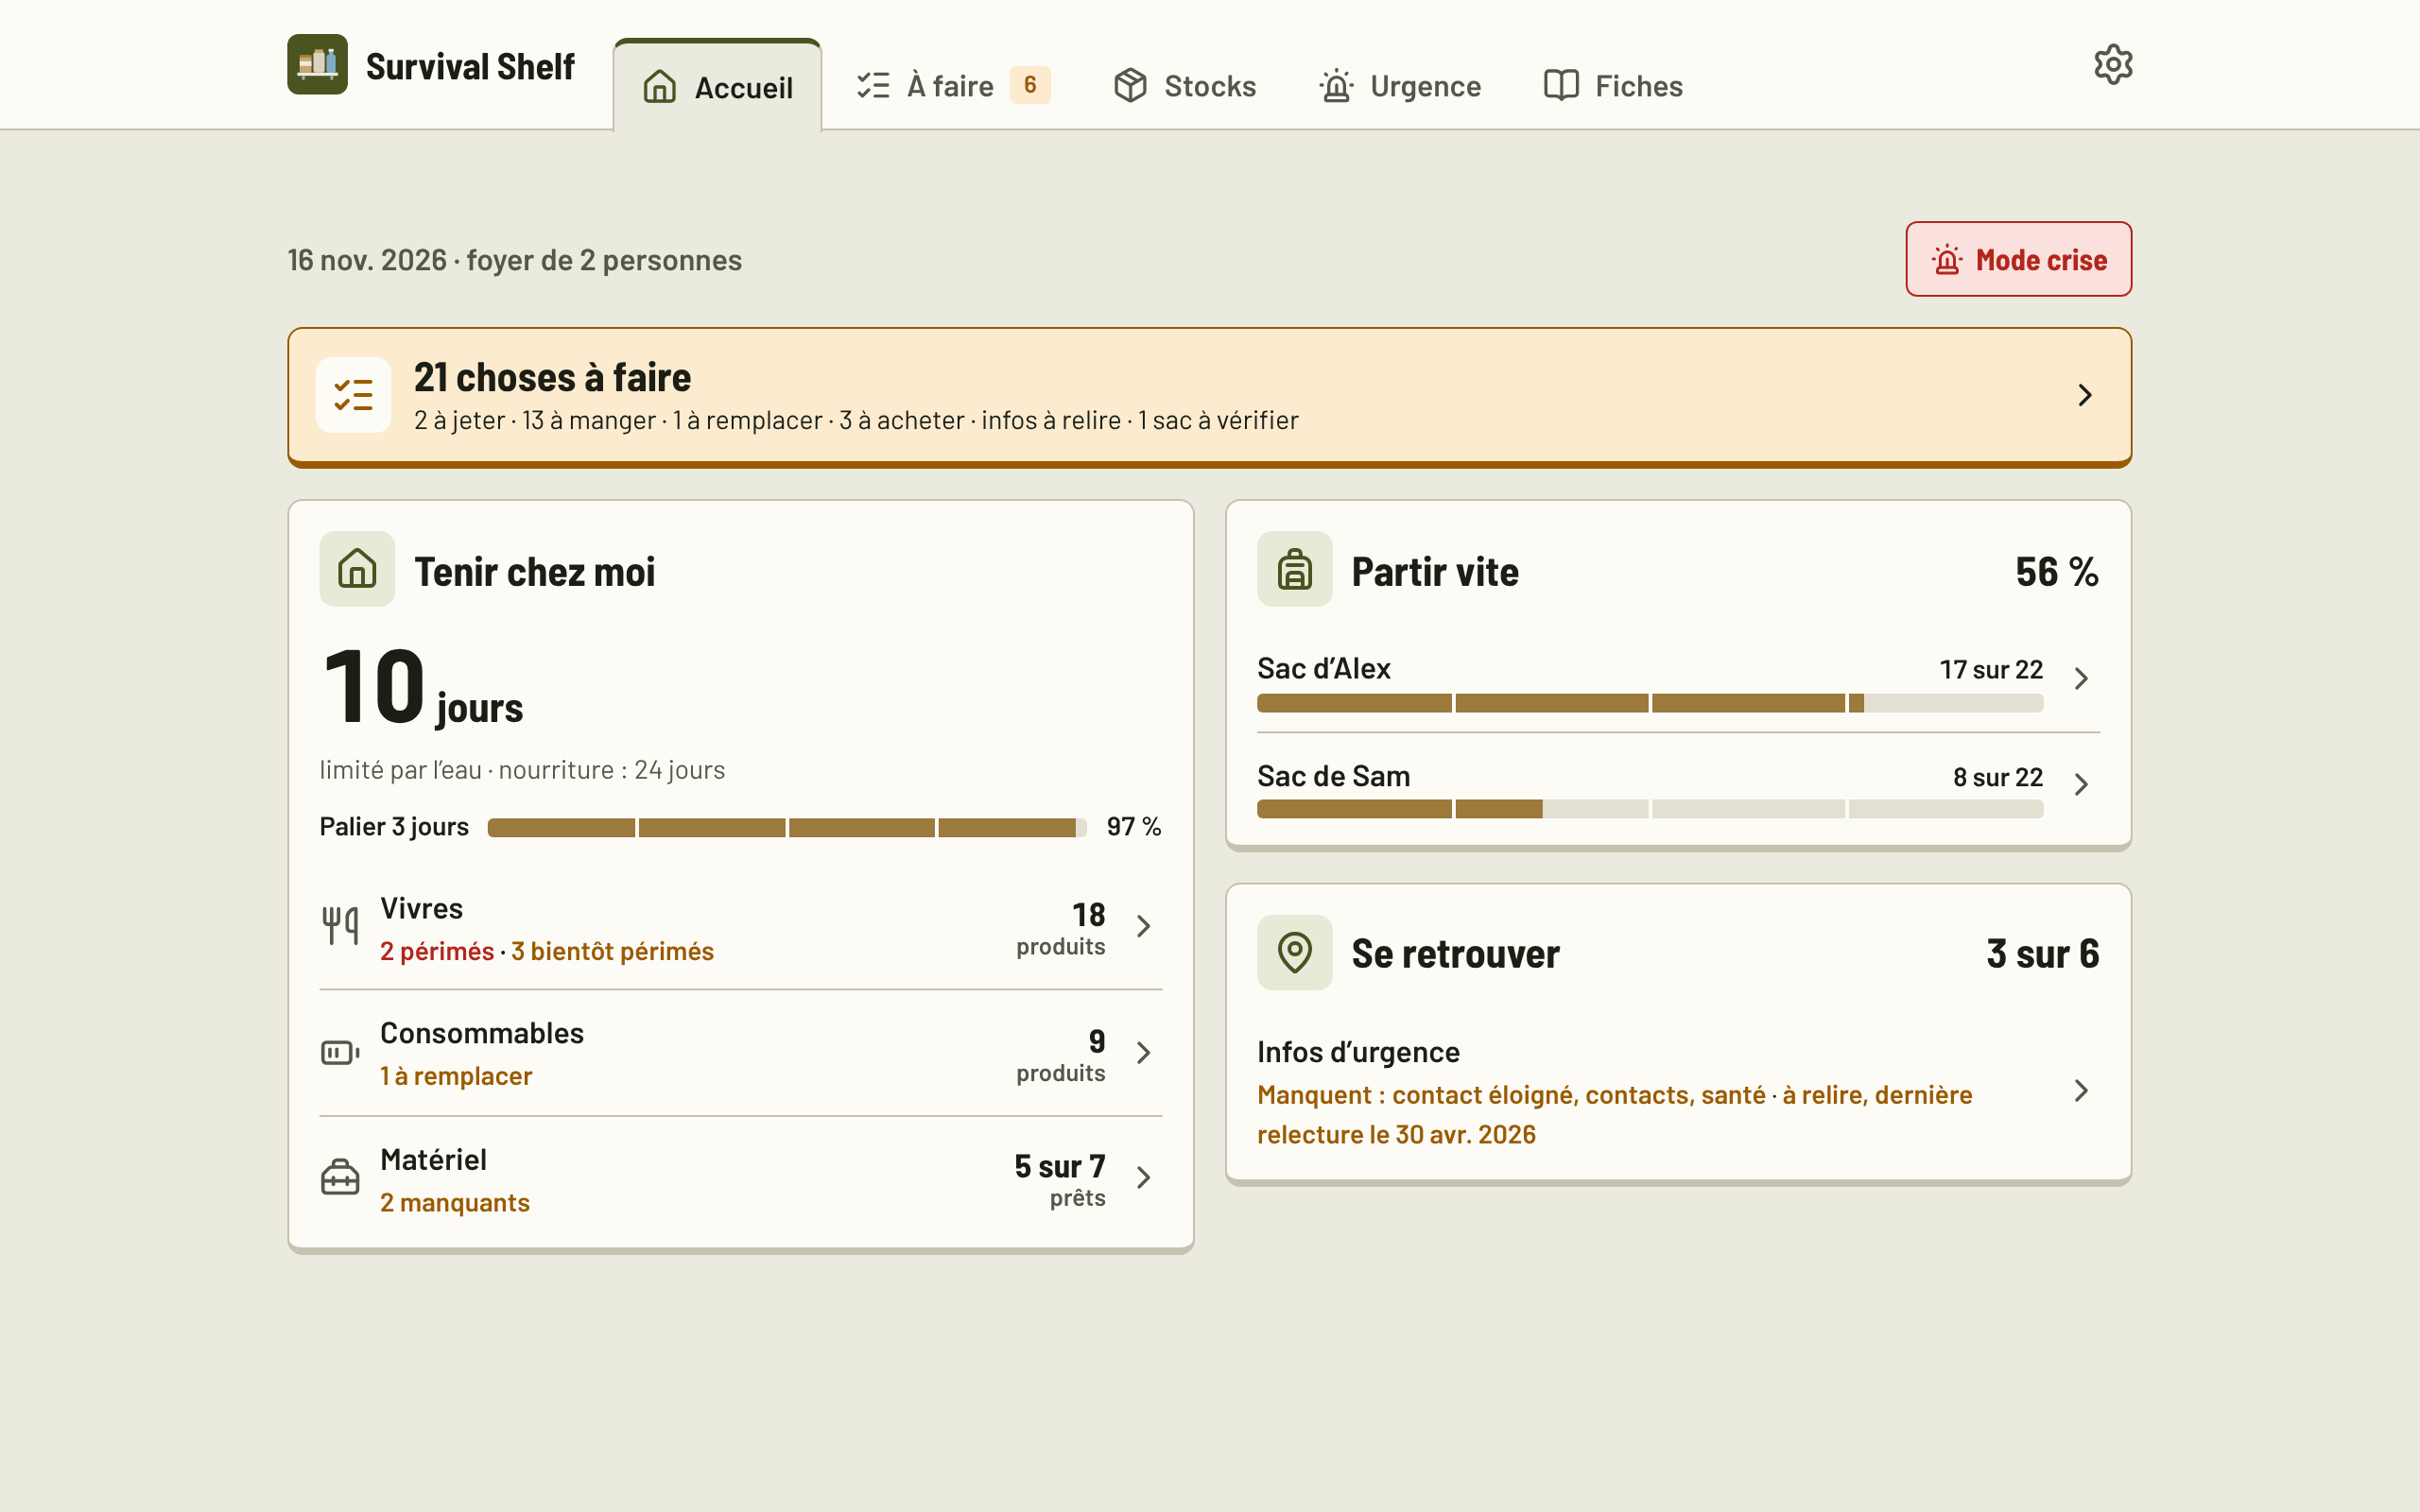 Survival Shelf
Accueil
À faire 6
Stocks
Urgence
Fiches
16 nov. 2026 · foyer de 2 personnes
Mode crise
21 choses à faire
2 à jeter · 13 à manger · 1 à remplacer · 3 à acheter · infos à relire · 1 sac à vérifier
Tenir chez moi
10 jours
limité par l’eau · nourriture : 24 jours
Palier 3 jours 97 %
Vivres
2 périmés · 3 bientôt périmés
18
produits
Consommables
1 à remplacer
9
produits
Matériel
2 manquants
5 sur 7
prêts
Partir vite 56 %
Sac d’Alex 17 sur 22
Sac de Sam 8 sur 22
Se retrouver 3 sur 6
Infos d’urgence
Manquent : contact éloigné, contacts, santé · à relire, dernière
relecture le 30 avr. 2026